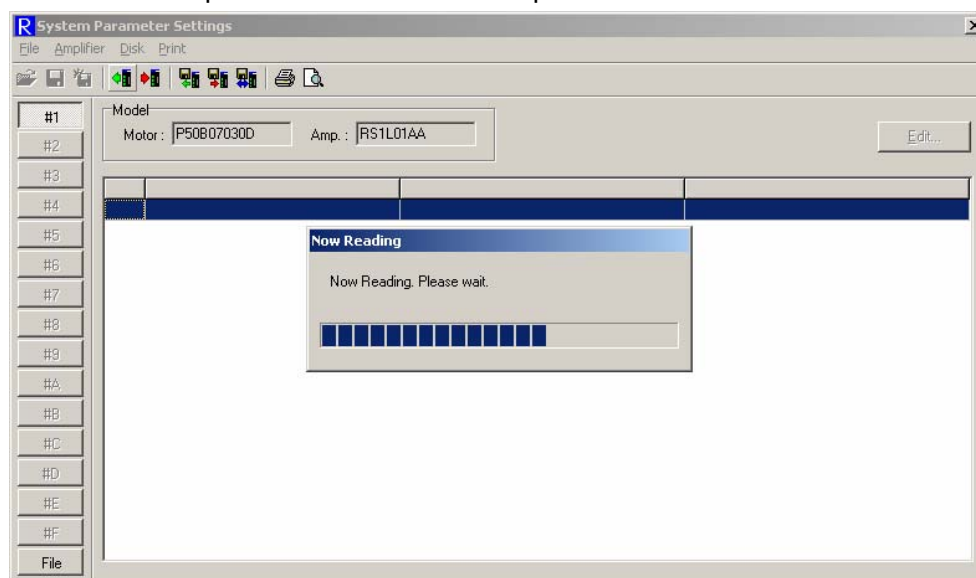 R System Parameter Settings
File Amplifier Disk Print
#1
Model
Motor : P50B07030D Amp. : RS1L01AA
Edit...
#2
#3
#4
#5
Now Reading
#6
Now Reading. Please wait.
#7
#8
#9
#A
#B
#C
#D
#E
#F
File